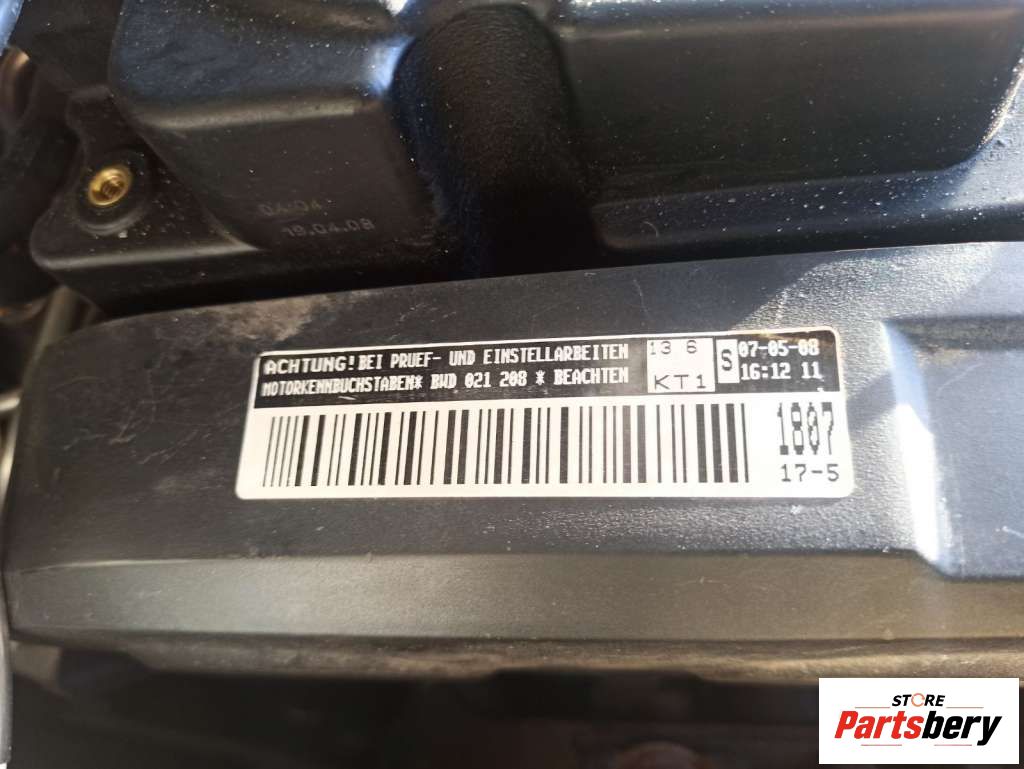 04:04
19.04.08
ACHTUNG! BEI PRUEF- UND EINSTELLARBEITEN
MOTORKENNBUCHSTABEN* BWD 021 208 * BEACHTEN
13 6
KT1
S
07-05-08
16:12 11
1807
17-5
STORE
Partsbery